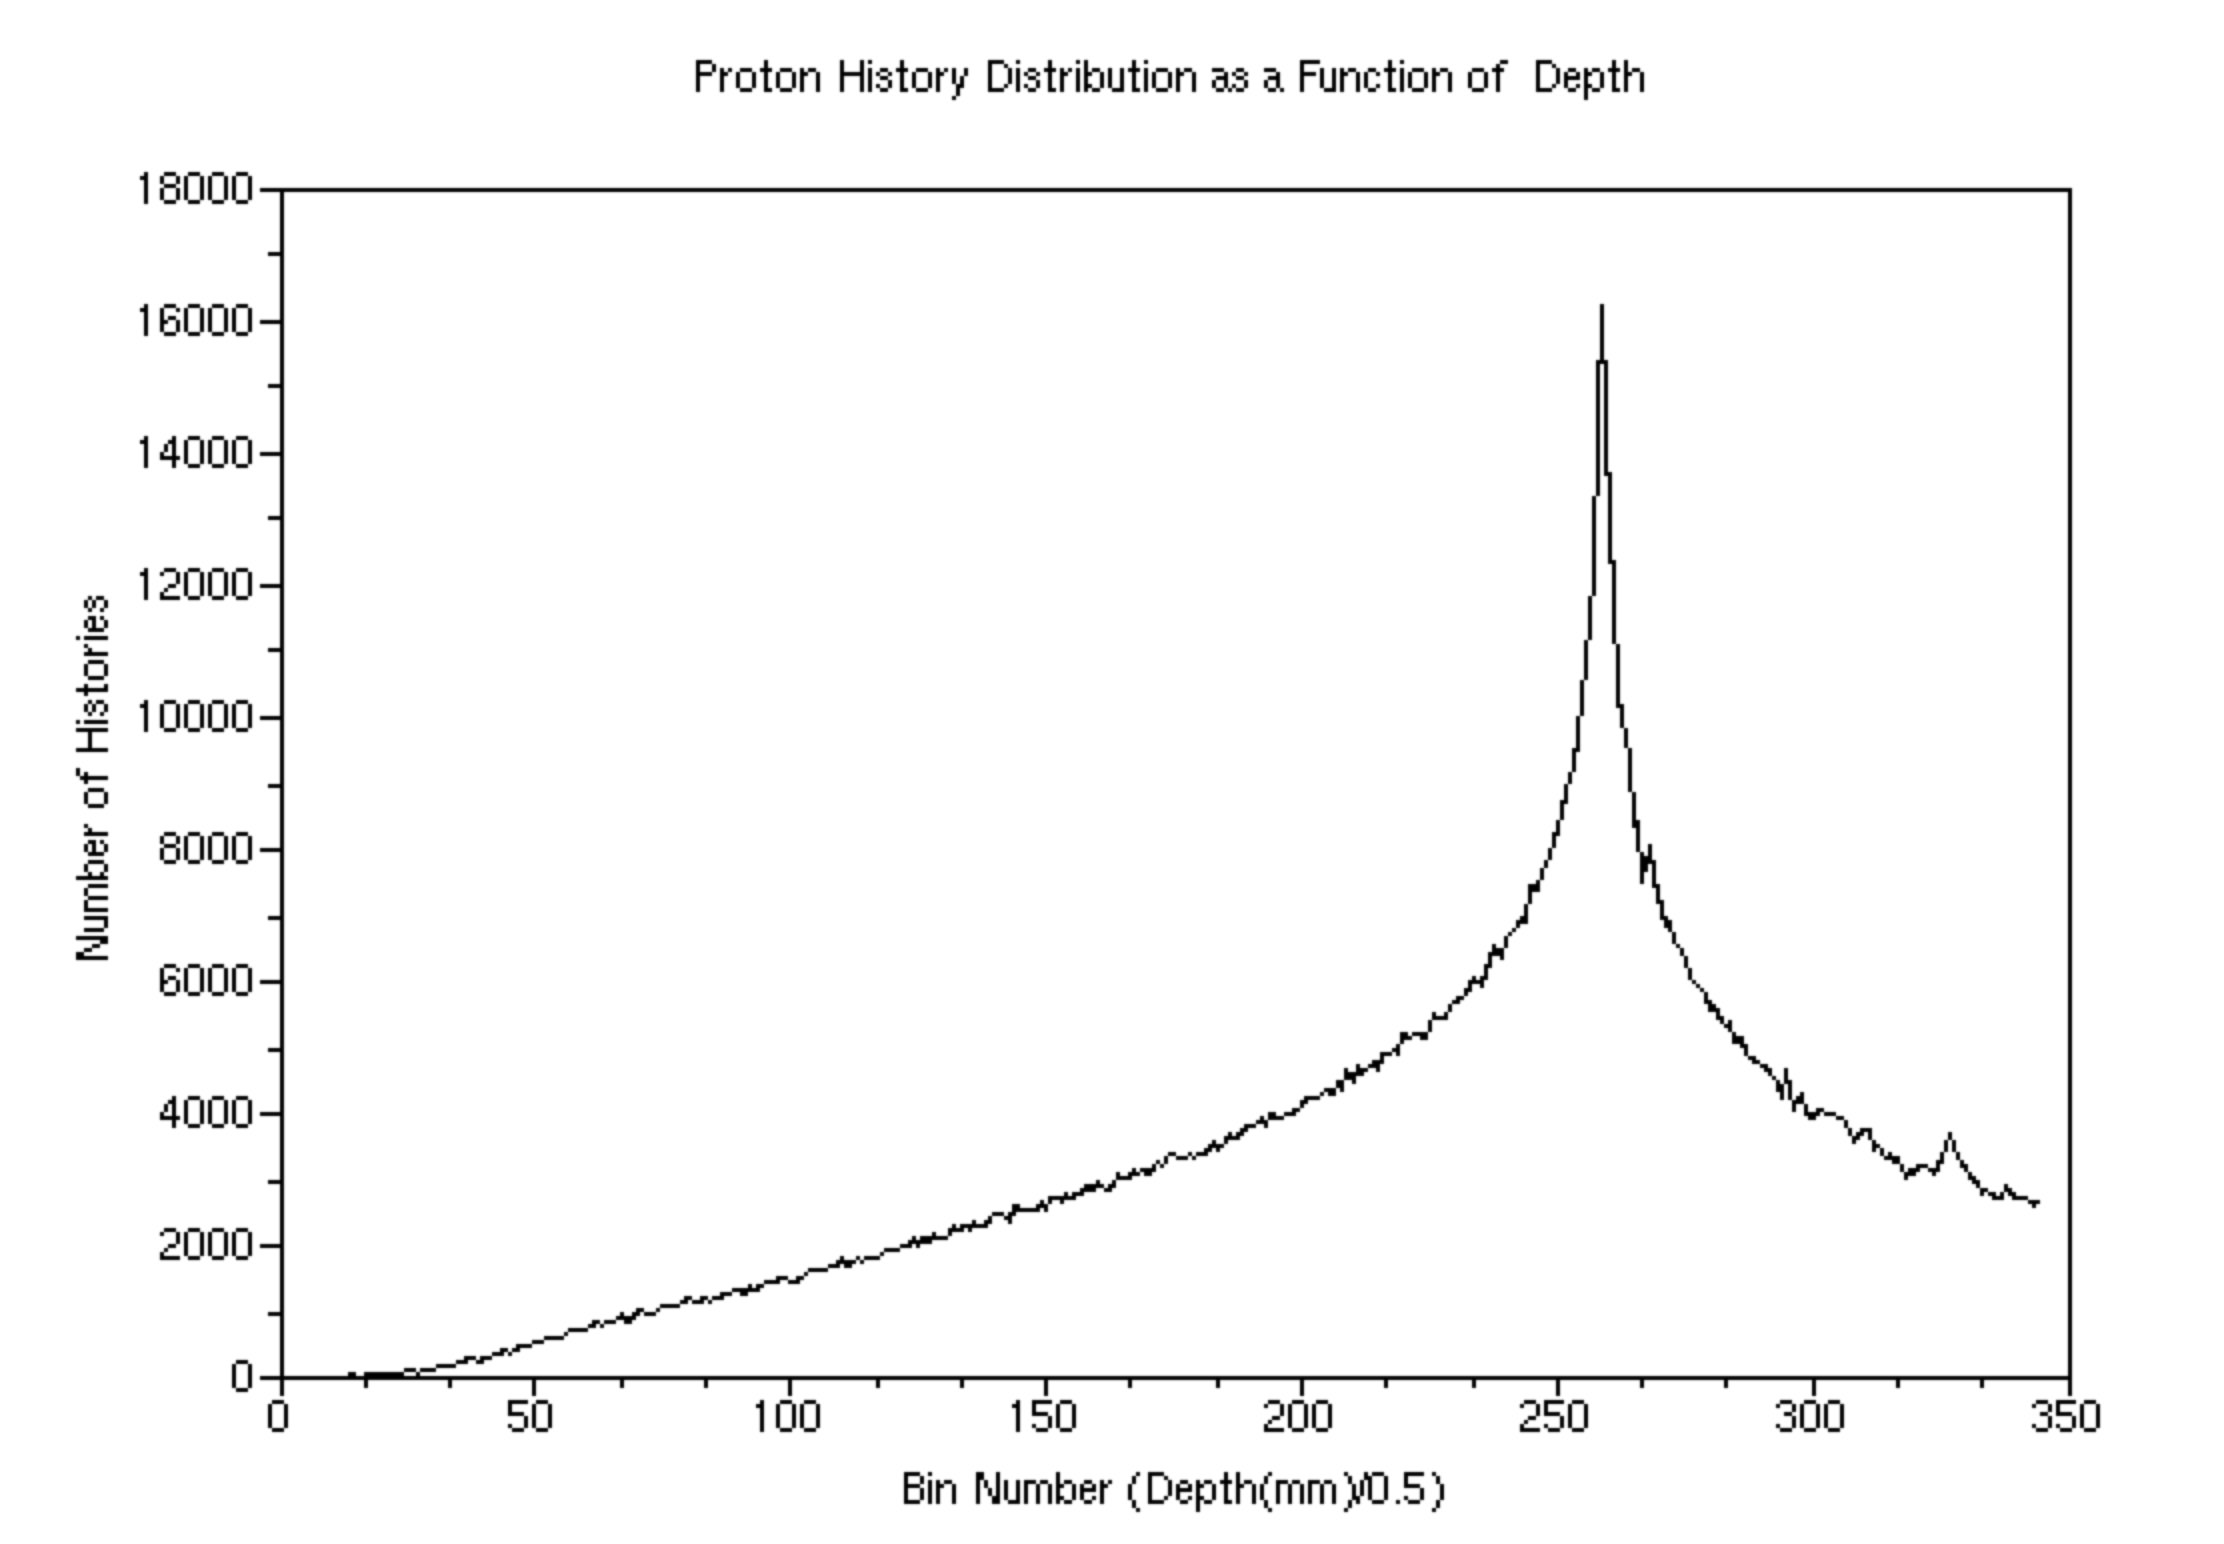 Proton History Distribution as a Function of Depth
18000
16000
14000
12000
10000
8000
6000
4000
2000
0
Number of Histories
0 50 100 150 200 250 300 350
Bin Number (Depth(mm)/0.5)